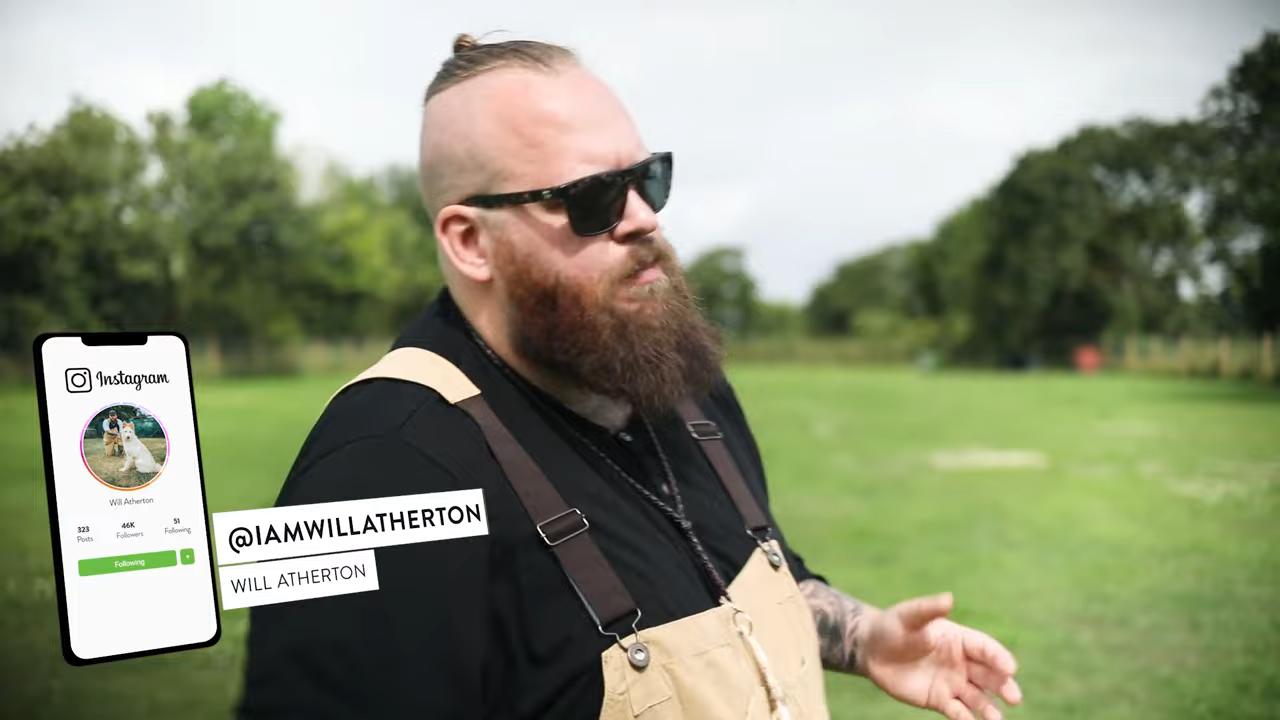 Instagram
Will Atherton
323 46K 51
Posts Followers Following
Following
@IAMWILLATHERTON
WILL ATHERTON